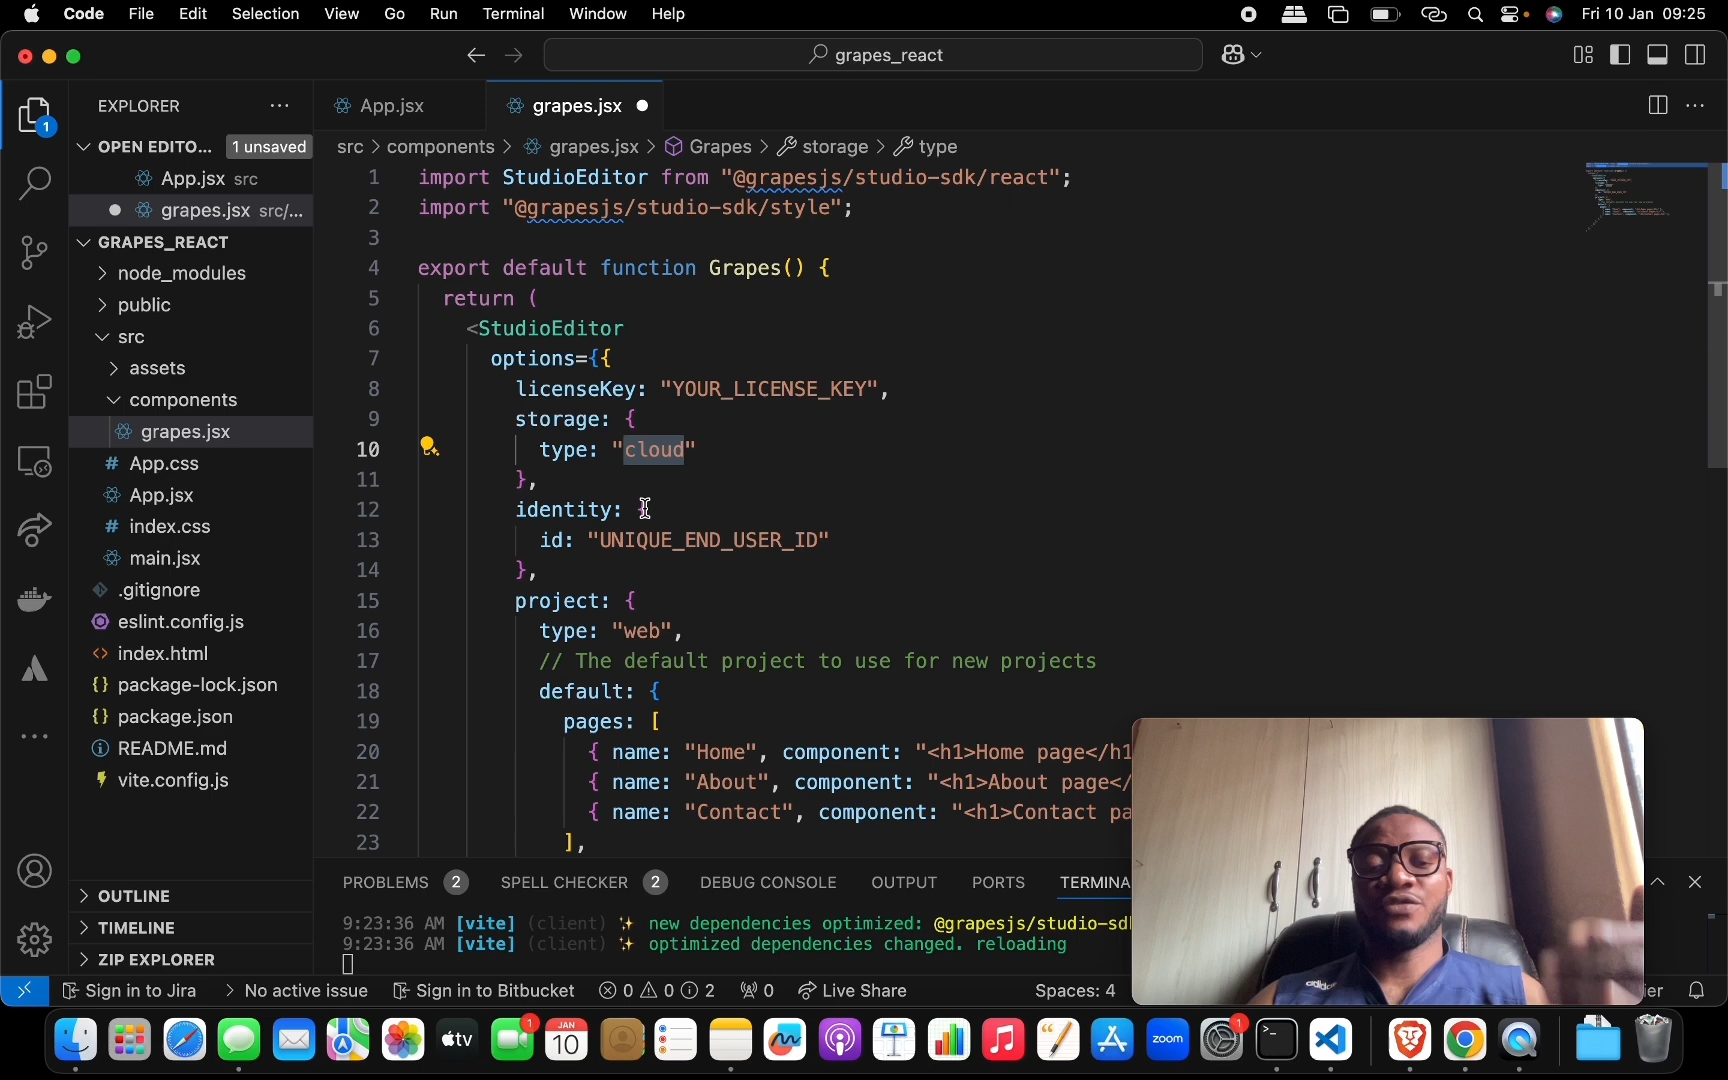 Code File Edit Selection View Go Run Terminal Window Help Fri 10 Jan 09:25
grapes_react
EXPLORER
OPEN EDITO... 1 unsaved
App.jsx src
grapes.jsx src/...
GRAPES_REACT
node_modules
public
src
assets
components
grapes.jsx
App.css
App.jsx
index.css
main.jsx
.gitignore
eslint.config.js
index.html
package-lock.json
package.json
README.md
vite.config.js
OUTLINE
TIMELINE
ZIP EXPLORER
1
App.jsx grapes.jsx
src > components > grapes.jsx > Grapes > storage > type
1 import StudioEditor from "@grapesjs/studio-sdk/react";
2 import "@grapesjs/studio-sdk/style";
3
4 export default function Grapes() {
5 return (
6 <StudioEditor
7 options={{
8 licenseKey: "YOUR_LICENSE_KEY",
9 storage: {
10 type: "cloud"
11 },
12 identity: {
13 id: "UNIQUE_END_USER_ID"
14 },
15 project: {
16 type: "web",
17 // The default project to use for new projects
18 default: {
19 pages: [
20 { name: "Home", component: "<h1>Home page</h1
21 { name: "About", component: "<h1>About page</
22 { name: "Contact", component: "<h1>Contact pa
23 ],
PROBLEMS 2 SPELL CHECKER 2 DEBUG CONSOLE OUTPUT PORTS TERMINA
9:23:36 AM [vite] (client) ✨ new dependencies optimized: @grapesjs/studio-sd
9:23:36 AM [vite] (client) ✨ optimized dependencies changed. reloading
Sign in to Jira No active issue Sign in to Bitbucket 0 0 2 0 Live Share Spaces: 4 ier
adidas
tv 1 JAN 10 zoom 1